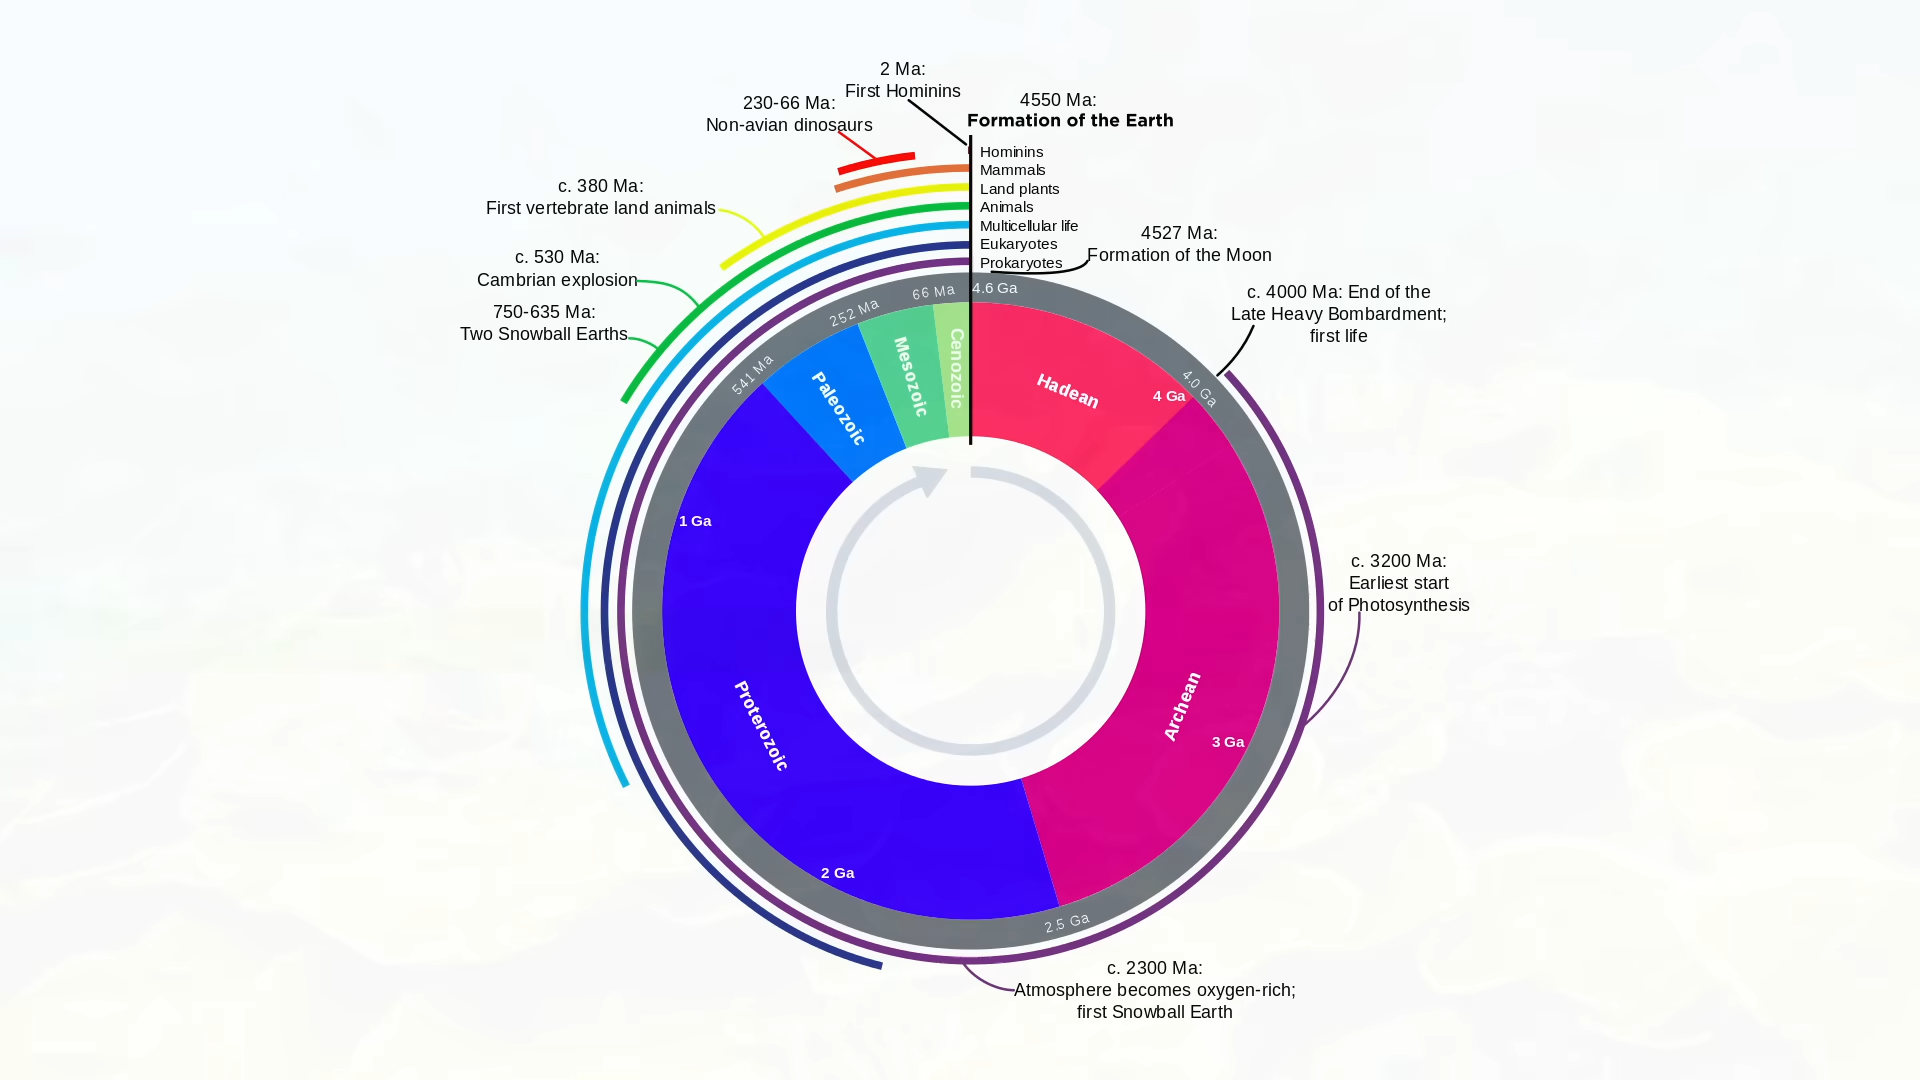 2 Ma:
First Hominins
230-66 Ma:
Non-avian dinosaurs
4550 Ma:
Formation of the Earth
Hominins
Mammals
Land plants
Animals
Multicellular life
Eukaryotes
Prokaryotes
c. 380 Ma:
First vertebrate land animals
4527 Ma:
Formation of the Moon
c. 530 Ma:
Cambrian explosion
750-635 Ma:
Two Snowball Earths
c. 4000 Ma: End of the
Late Heavy Bombardment;
first life
4.6 Ga
66 Ma
252 Ma
541 Ma
4.0 Ga
Cenozoic
Mesozoic
Paleozoic
Hadean
4 Ga
1 Ga
c. 3200 Ma:
Earliest start
of Photosynthesis
Archean
3 Ga
Proterozoic
2 Ga
2.5 Ga
c. 2300 Ma:
Atmosphere becomes oxygen-rich;
first Snowball Earth